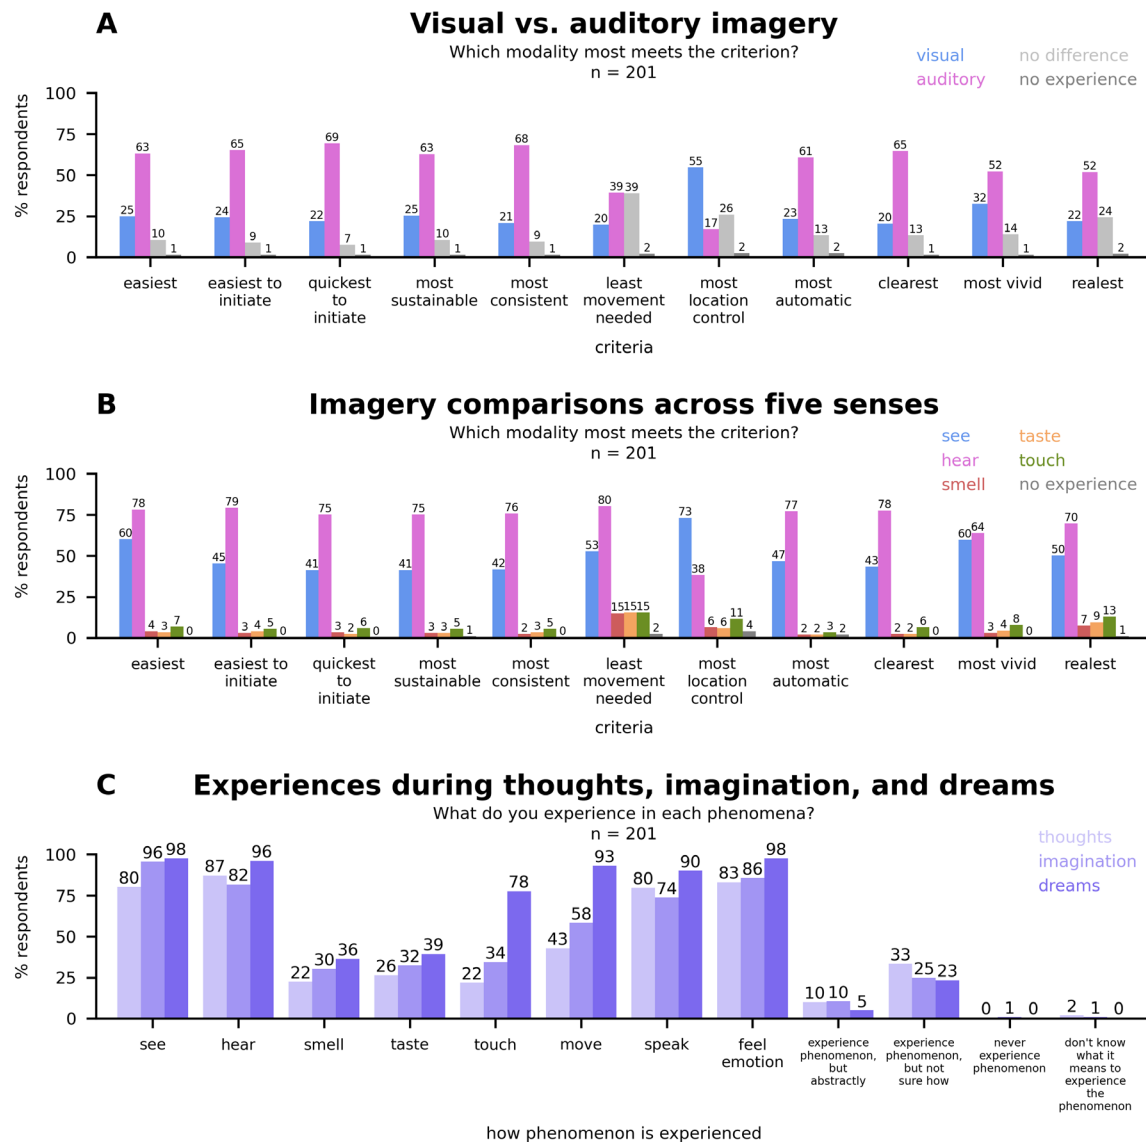 A
Visual vs. auditory imagery
Which modality most meets the criterion?
n = 201
visual no difference
auditory no experience
% respondents
100
75
50
25
0
25 63 10 1
24 65 9 1
22 69 7 1
25 63 10 1
21 68 9 1
20 39 39 2
55 17 26 2
23 61 13 2
20 65 13 1
32 52 14 1
22 52 24 2
easiest
easiest to
initiate
quickest
to
initiate
most
sustainable
most
consistent
least
movement
needed
most
location
control
most
automatic
clearest
most vivid
realest
criteria
B
Imagery comparisons across five senses
Which modality most meets the criterion?
n = 201
see taste
hear touch
smell no experience
% respondents
100
75
50
25
0
60 78 4 3 7 0
45 79 3 4 5 0
41 75 3 2 6 0
41 75 3 3 5 1
42 76 2 3 5 0
53 80 15 15 15 2
73 38 6 6 11 4
47 77 2 2 3 2
43 78 2 2 6 0
60 64 3 4 8 0
50 70 7 9 13 1
easiest
easiest to
initiate
quickest
to
initiate
most
sustainable
most
consistent
least
movement
needed
most
location
control
most
automatic
clearest
most vivid
realest
criteria
C
Experiences during thoughts, imagination, and dreams
What do you experience in each phenomena?
n = 201
thoughts
imagination
dreams
% respondents
100
75
50
25
0
80 96 98
87 82 96
22 30 36
26 32 39
22 34 78
43 58 93
80 74 90
83 86 98
10 10 5
33 25 23
0 1 0
2 1 0
see
hear
smell
taste
touch
move
speak
feel
emotion
experience
phenomenon,
but
abstractly
experience
phenomenon,
but not
sure how
never
experience
phenomenon
don't know
what it
means to
experience
the
phenomenon
how phenomenon is experienced